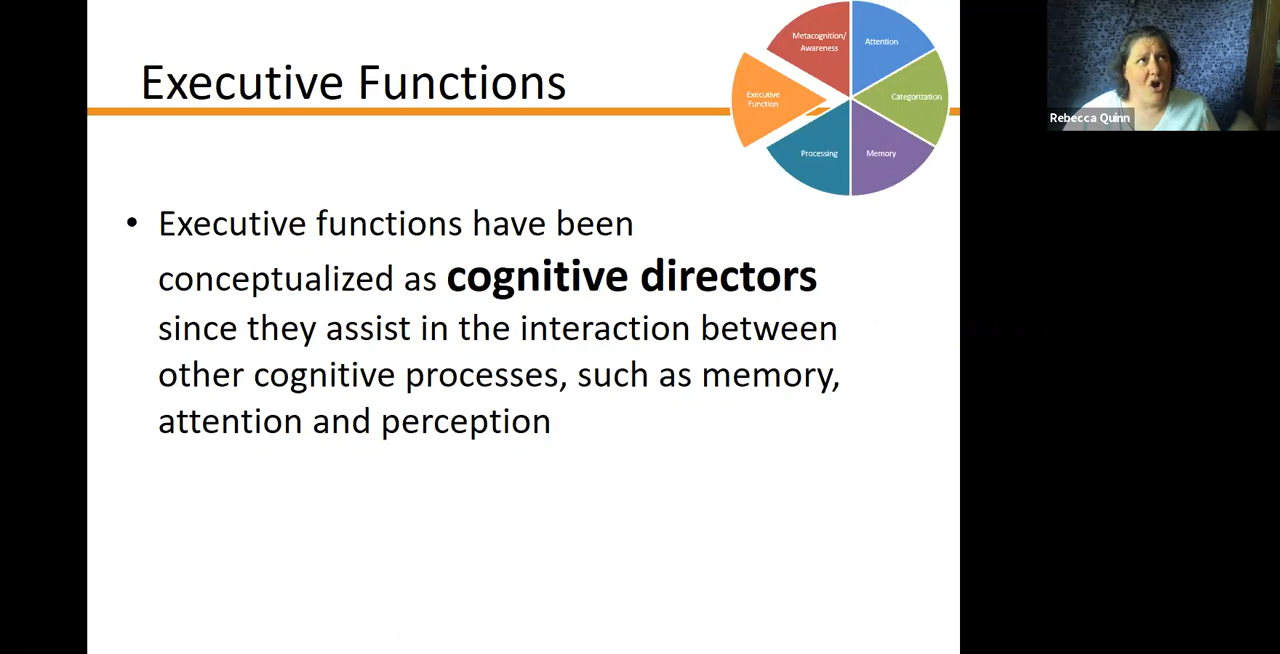 Executive Functions
Metacognition/
Awareness
Attention
Executive
Function
Categorization
Processing
Memory
Rebecca Quinn
• Executive functions have been
conceptualized as cognitive directors
since they assist in the interaction between
other cognitive processes, such as memory,
attention and perception